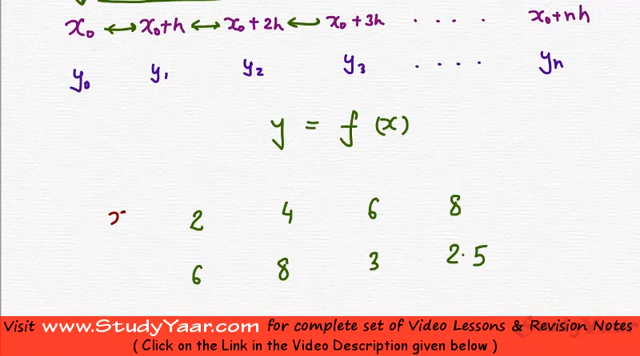 x₀ ↔ x₀+h ↔ x₀+2h ↔ x₀+3h . . . . x₀+nh
y₀ y₁ y₂ y₃ . . . . yn
y = f(x)
2 4 6 8
6 8 3 2.5
Visit www.StudyYaar.com for complete set of Video Lessons & Revision Notes
( Click on the Link in the Video Description given below )